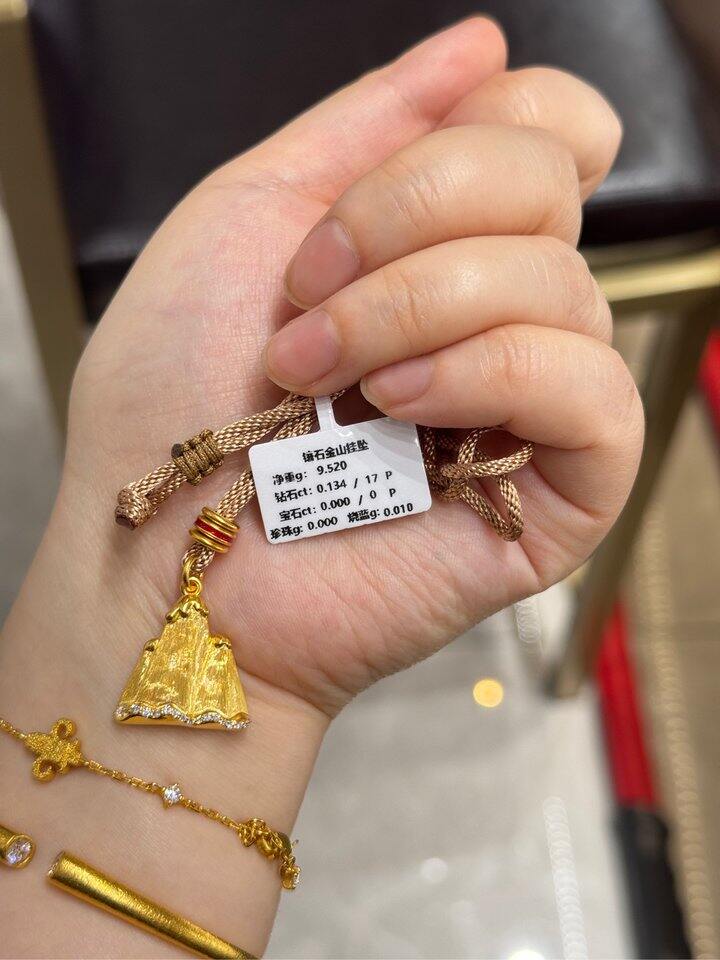 镶石金山挂坠
净重g: 9.520
钻石ct: 0.134 / 17 P
宝石ct: 0.000 / 0 P
珍珠g: 0.000 烧蓝g: 0.010